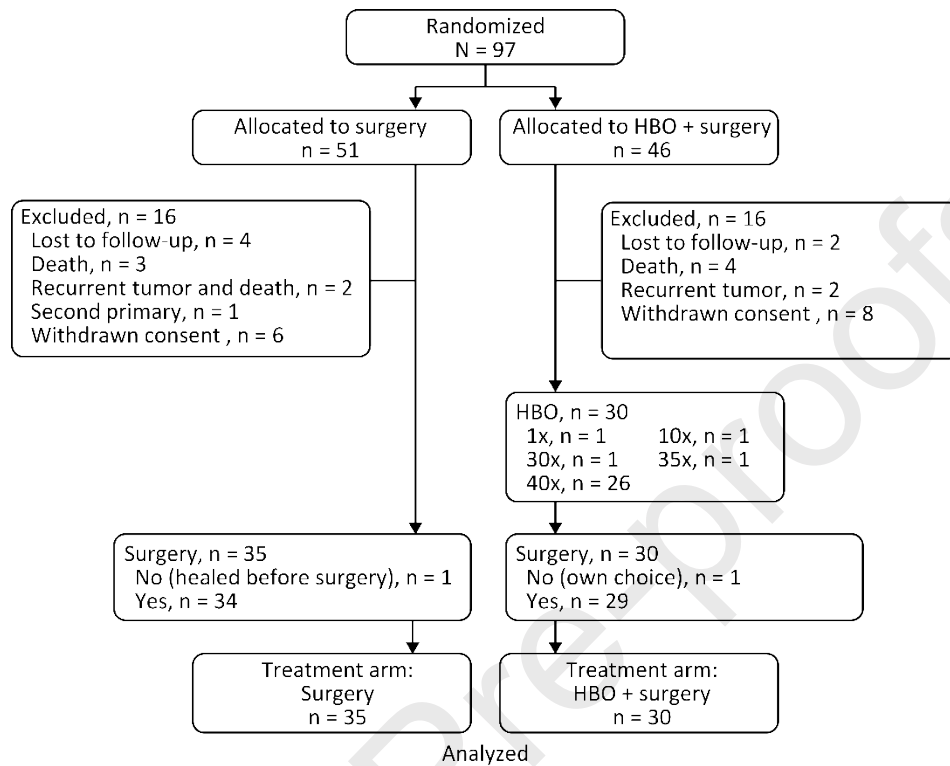 Randomized
N = 97
Allocated to surgery
n = 51
Allocated to HBO + surgery
n = 46
Excluded, n = 16
Lost to follow-up, n = 4
Death, n = 3
Recurrent tumor and death, n = 2
Second primary, n = 1
Withdrawn consent , n = 6
Excluded, n = 16
Lost to follow-up, n = 2
Death, n = 4
Recurrent tumor, n = 2
Withdrawn consent , n = 8
HBO, n = 30
1x, n = 1 10x, n = 1
30x, n = 1 35x, n = 1
40x, n = 26
Surgery, n = 35
No (healed before surgery), n = 1
Yes, n = 34
Surgery, n = 30
No (own choice), n = 1
Yes, n = 29
Treatment arm:
Surgery
n = 35
Treatment arm:
HBO + surgery
n = 30
Analyzed
Pre-proof